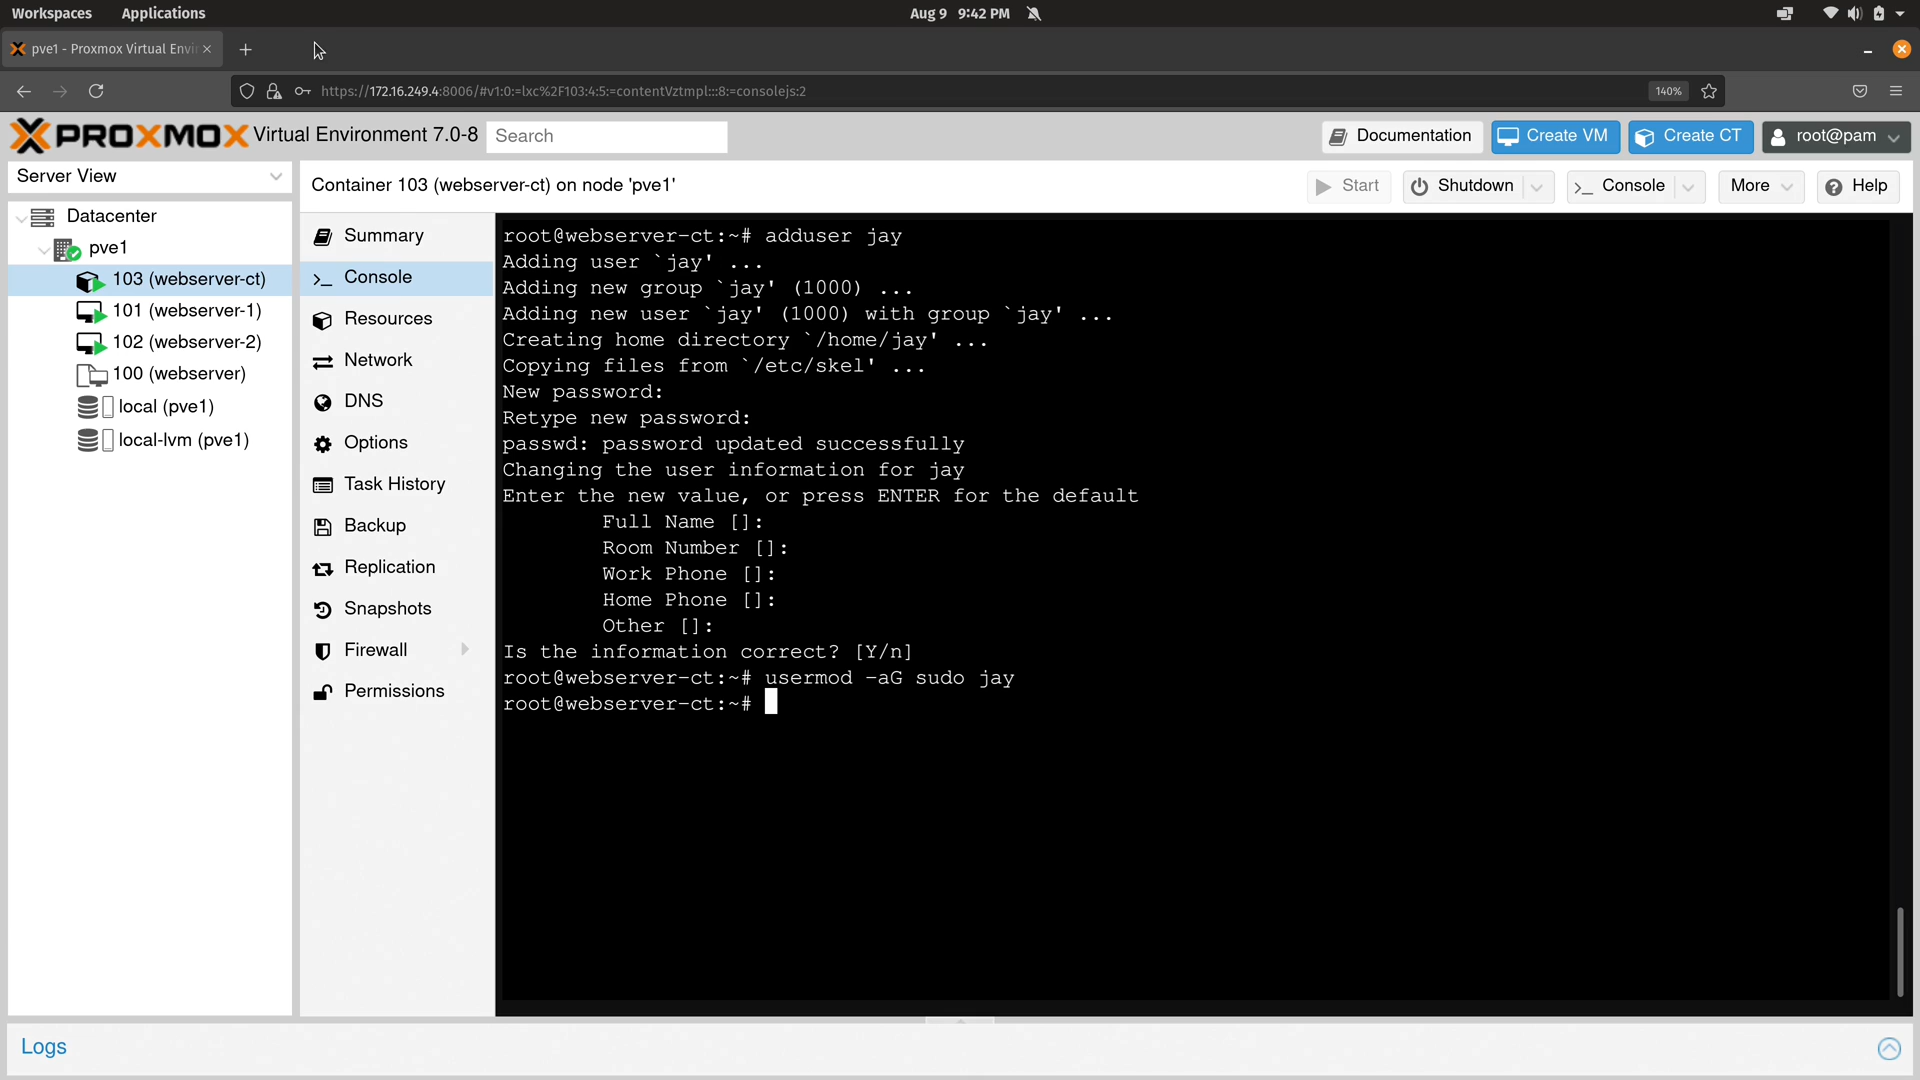 Workspaces Applications Aug 9 9:42 PM
pve1 - Proxmox Virtual Envi
https://172.16.249.4:8006/#v1:0:=lxc%2F103:4:5:=contentVztmpl:::8:=consolejs:2 140%
PROXMOX Virtual Environment 7.0-8 Search Documentation Create VM Create CT root@pam
Server View
Container 103 (webserver-ct) on node 'pve1' Start Shutdown Console More Help
Datacenter
pve1
103 (webserver-ct)
101 (webserver-1)
102 (webserver-2)
100 (webserver)
local (pve1)
local-lvm (pve1)
Summary
Console
Resources
Network
DNS
Options
Task History
Backup
Replication
Snapshots
Firewall
Permissions
root@webserver-ct:~# adduser jay
Adding user `jay' ...
Adding new group `jay' (1000) ...
Adding new user `jay' (1000) with group `jay' ...
Creating home directory `/home/jay' ...
Copying files from `/etc/skel' ...
New password:
Retype new password:
passwd: password updated successfully
Changing the user information for jay
Enter the new value, or press ENTER for the default
Full Name []:
Room Number []:
Work Phone []:
Home Phone []:
Other []:
Is the information correct? [Y/n]
root@webserver-ct:~# usermod -aG sudo jay
root@webserver-ct:~#
Logs